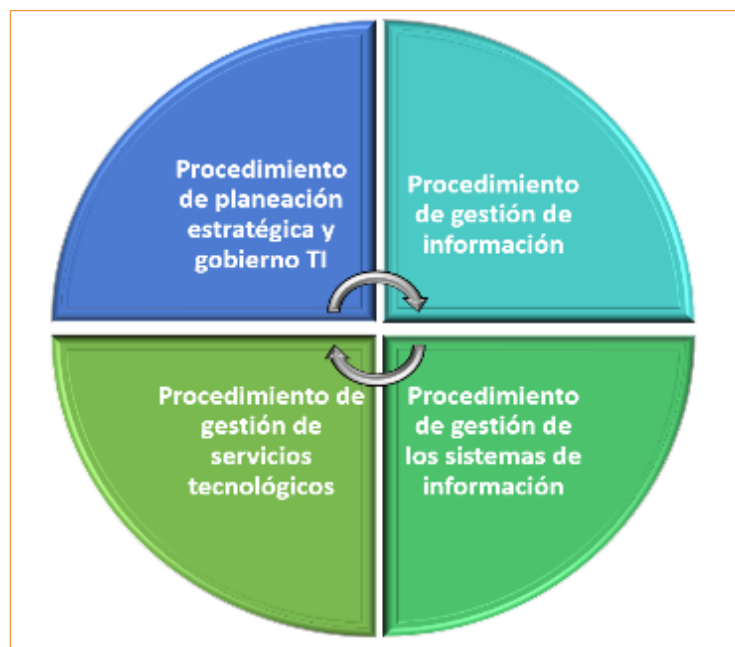 Procedimiento
de planeación
estratégica y
gobierno TI
Procedimiento
de gestión de
información
Procedimiento de
gestión de
servicios
tecnológicos
Procedimiento
de gestión de
los sistemas de
información